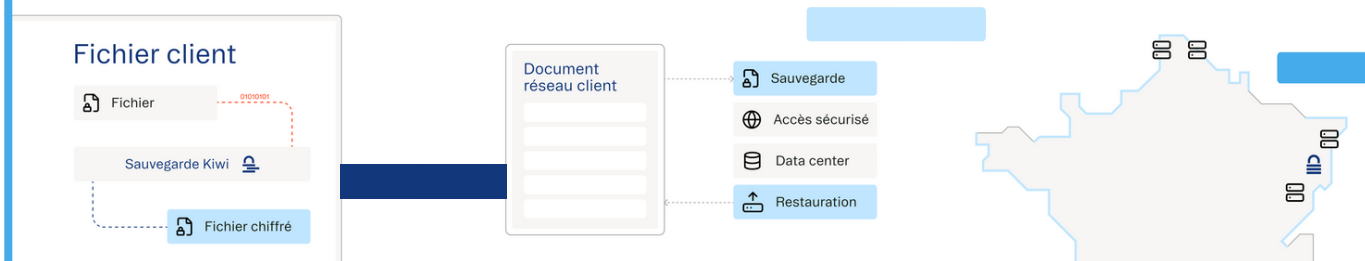 Fichier client
Fichier
01010101
Sauvegarde Kiwi
Fichier chiffré
Document
réseau client
Sauvegarde
Accès sécurisé
Data center
Restauration